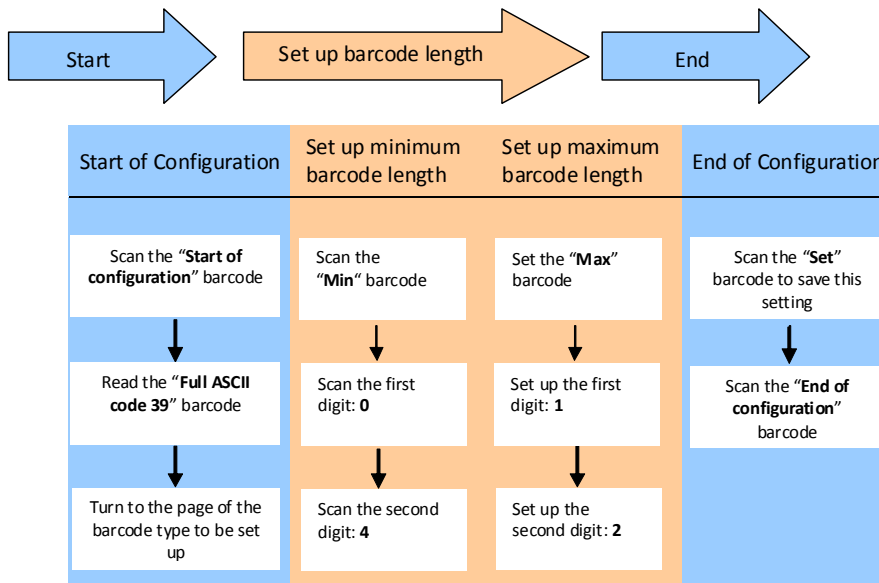 Start
Set up barcode length
End
Start of Configuration
Set up minimum
barcode length
Set up maximum
barcode length
End of Configuration
Scan the “Start of
configuration” barcode
Read the “Full ASCII
code 39” barcode
Turn to the page of the
barcode type to be set
up
Scan the
“Min“ barcode
Scan the first
digit: 0
Scan the second
digit: 4
Set the “Max”
barcode
Set up the first
digit: 1
Set up the
second digit: 2
Scan the “Set”
barcode to save this
setting
Scan the “End of
configuration”
barcode